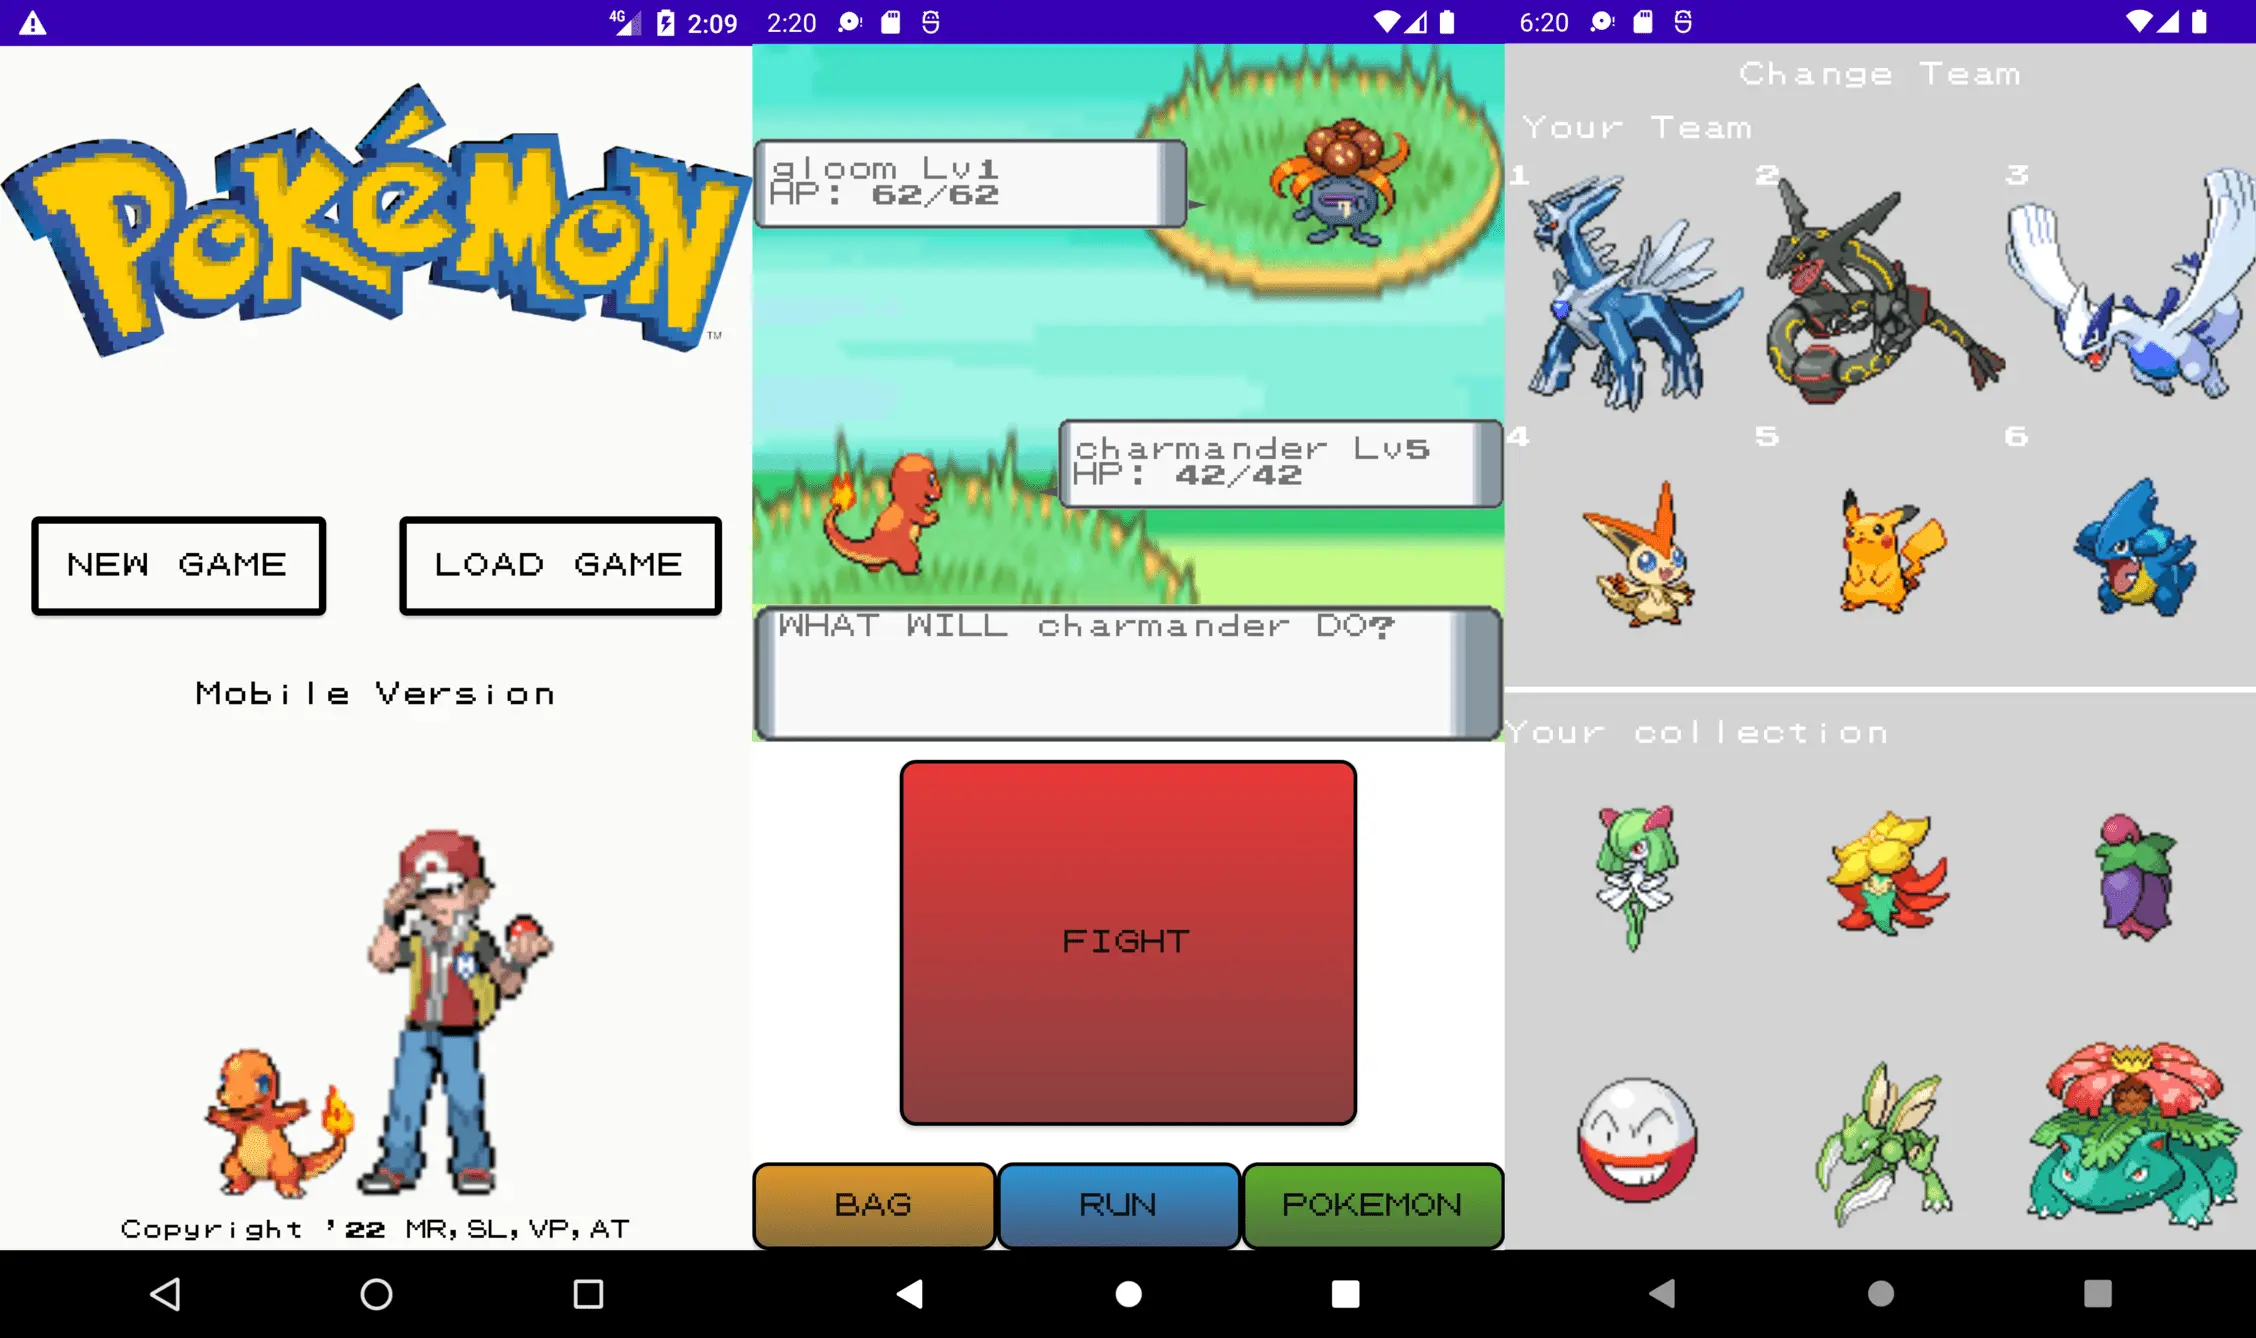 2:09
4G
POKéMON
TM
NEW GAME
LOAD GAME
Mobile Version
Copyright '22 MR, SL, VP, AT
2:20
gloom Lv1
HP: 62/62
charmander Lv5
HP: 42/42
WHAT WILL charmander DO?
FIGHT
BAG
RUN
POKEMON
6:20
Change Team
Your Team
1
2
3
4
5
6
Your collection